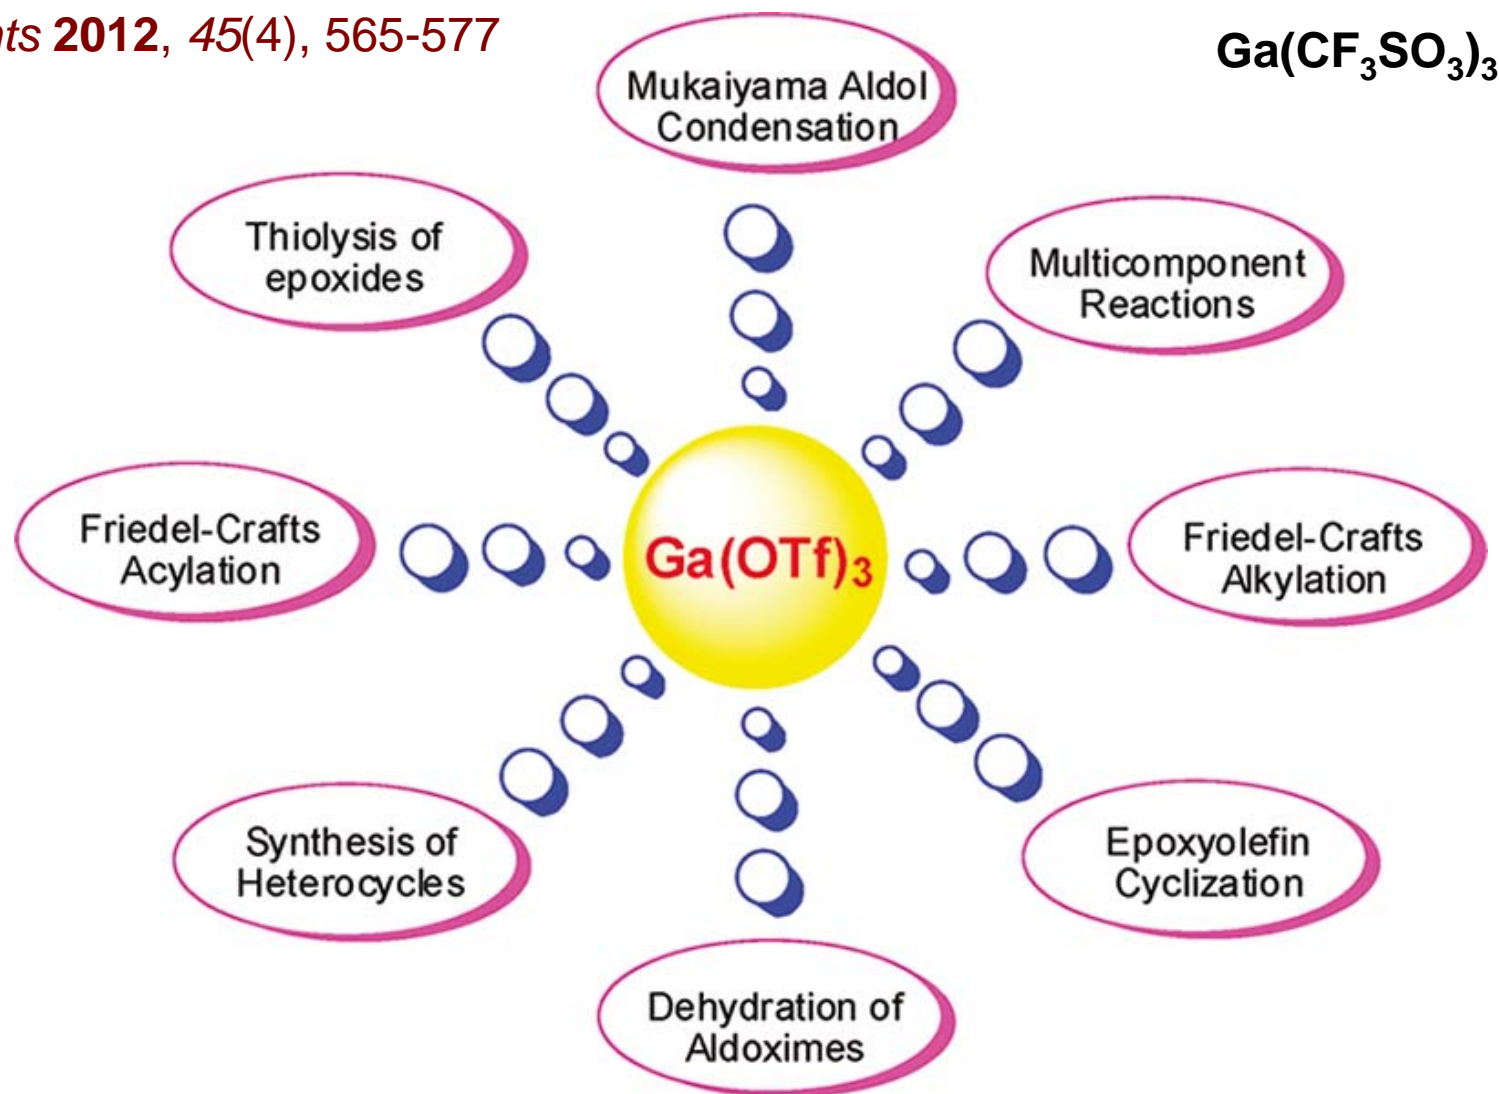 2012, 45(4), 565-577
Ga(CF₃SO₃)₃
Mukaiyama Aldol
Condensation
Thiolysis of
epoxides
Multicomponent
Reactions
Friedel-Crafts
Acylation
Ga(OTf)₃
Friedel-Crafts
Alkylation
Synthesis of
Heterocycles
Epoxyolefin
Cyclization
Dehydration of
Aldoximes